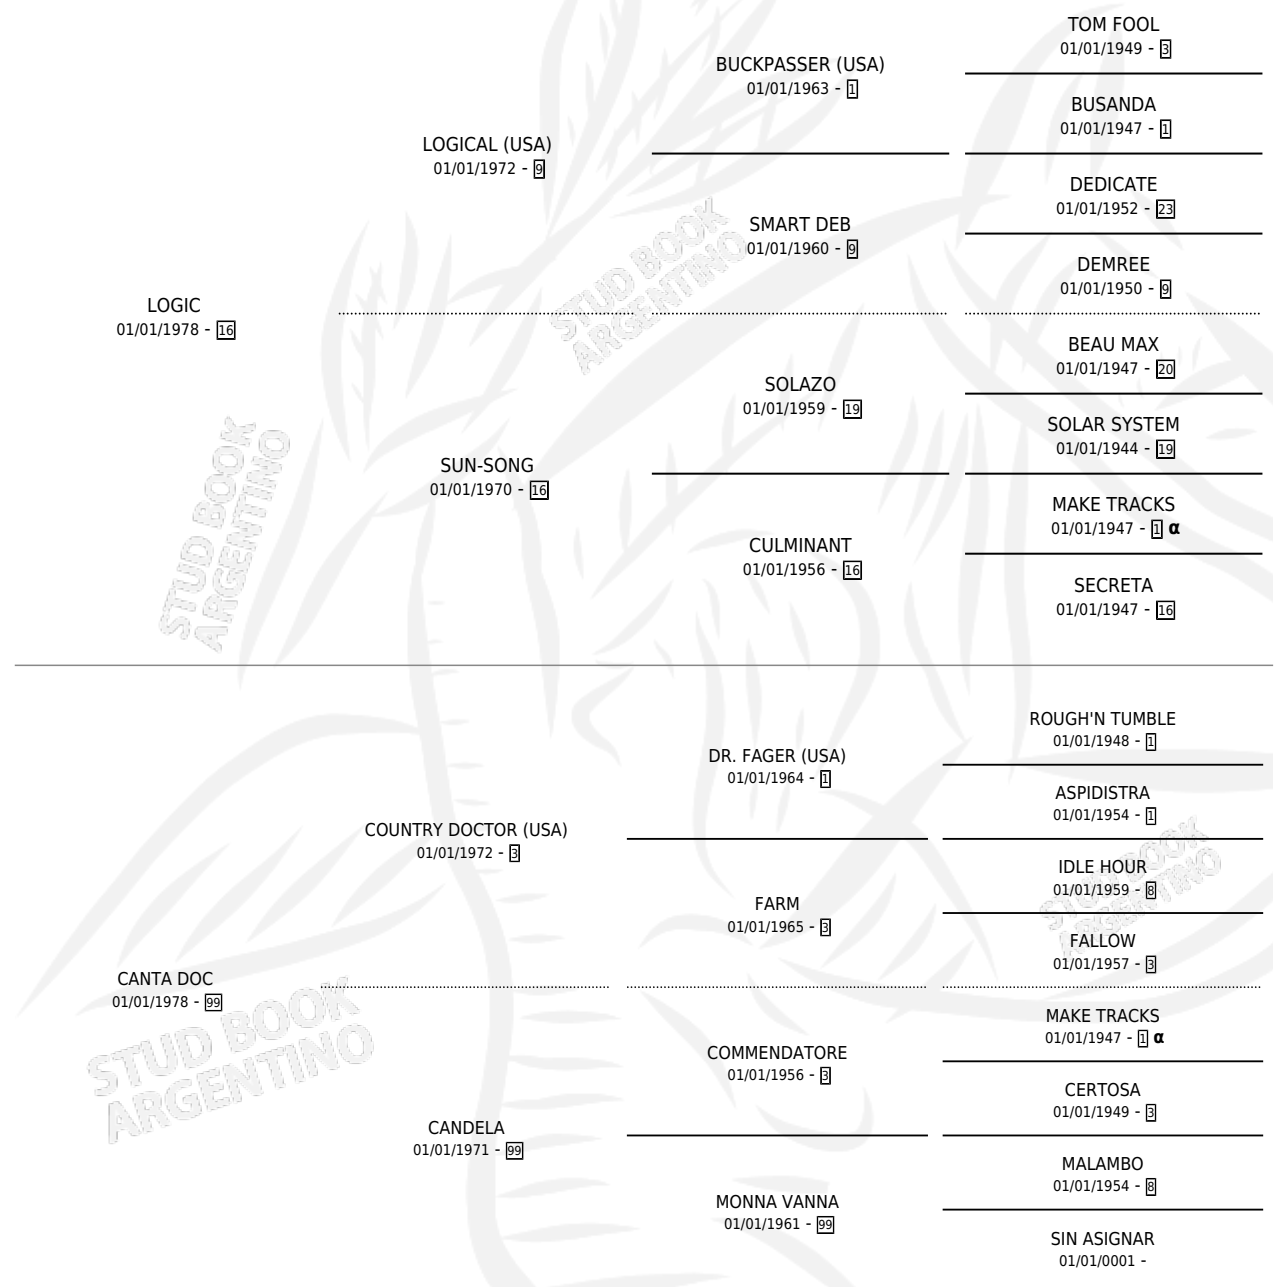 TOM FOOL
01/01/1949 - 3
BUCKPASSER (USA)
01/01/1963 - 1
BUSANDA
01/01/1947 - 1
LOGICAL (USA)
01/01/1972 - 9
DEDICATE
01/01/1952 - 23
SMART DEB
01/01/1960 - 9
DEMREE
01/01/1950 - 9
STUD BOOK
ARGENTINO
LOGIC
01/01/1978 - 16
BEAU MAX
01/01/1947 - 20
SOLAZO
01/01/1959 - 19
SOLAR SYSTEM
01/01/1944 - 19
SUN-SONG
01/01/1970 - 16
MAKE TRACKS
01/01/1947 - 1 α
CULMINANT
01/01/1956 - 16
SECRETA
01/01/1947 - 16
STUD BOOK
ARGENTINO
ROUGH'N TUMBLE
01/01/1948 - 1
DR. FAGER (USA)
01/01/1964 - 1
ASPIDISTRA
01/01/1954 - 1
COUNTRY DOCTOR (USA)
01/01/1972 - 3
IDLE HOUR
01/01/1959 - 8
STUD BOOK
ARGENTINO
FARM
01/01/1965 - 3
FALLOW
01/01/1957 - 3
CANTA DOC
01/01/1978 - 99
STUD BOOK
ARGENTINO
MAKE TRACKS
01/01/1947 - 1 α
COMMENDATORE
01/01/1956 - 3
CERTOSA
01/01/1949 - 3
CANDELA
01/01/1971 - 99
MALAMBO
01/01/1954 - 8
MONNA VANNA
01/01/1961 - 99
SIN ASIGNAR
01/01/0001 -